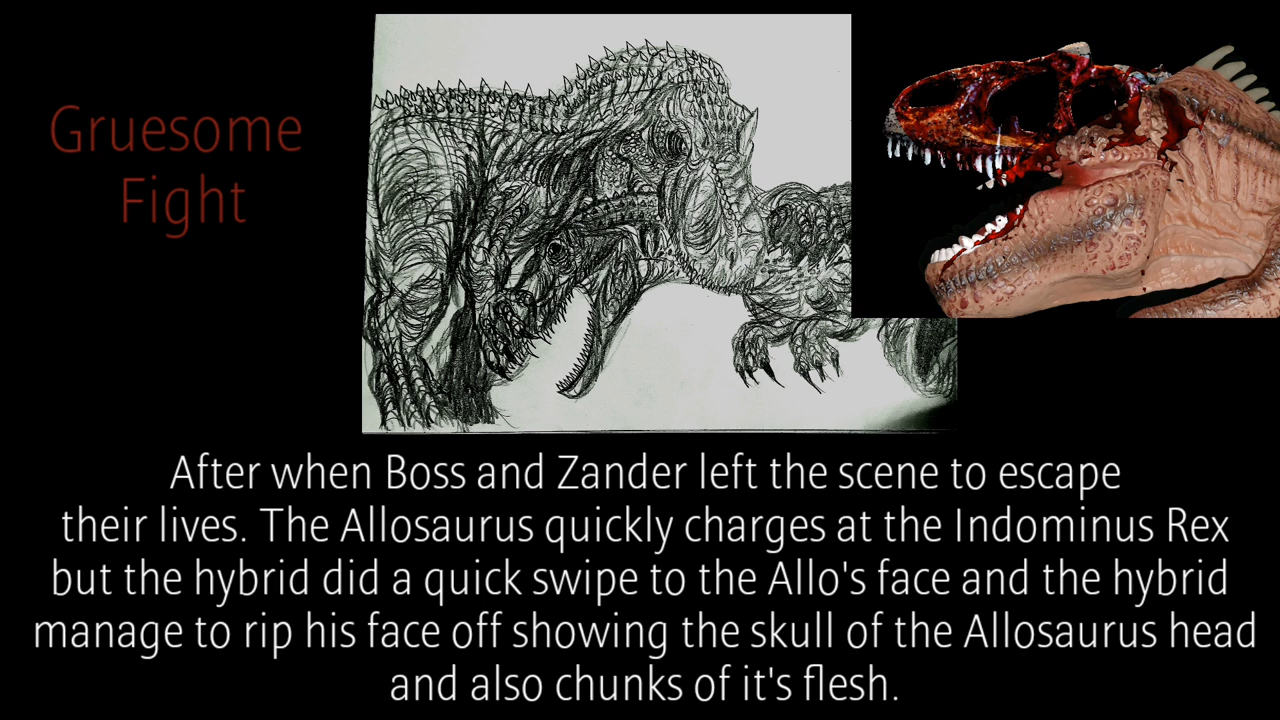 Gruesome
Fight
After when Boss and Zander left the scene to escape
their lives. The Allosaurus quickly charges at the Indominus Rex
but the hybrid did a quick swipe to the Allo's face and the hybrid
manage to rip his face off showing the skull of the Allosaurus head
and also chunks of it's flesh.